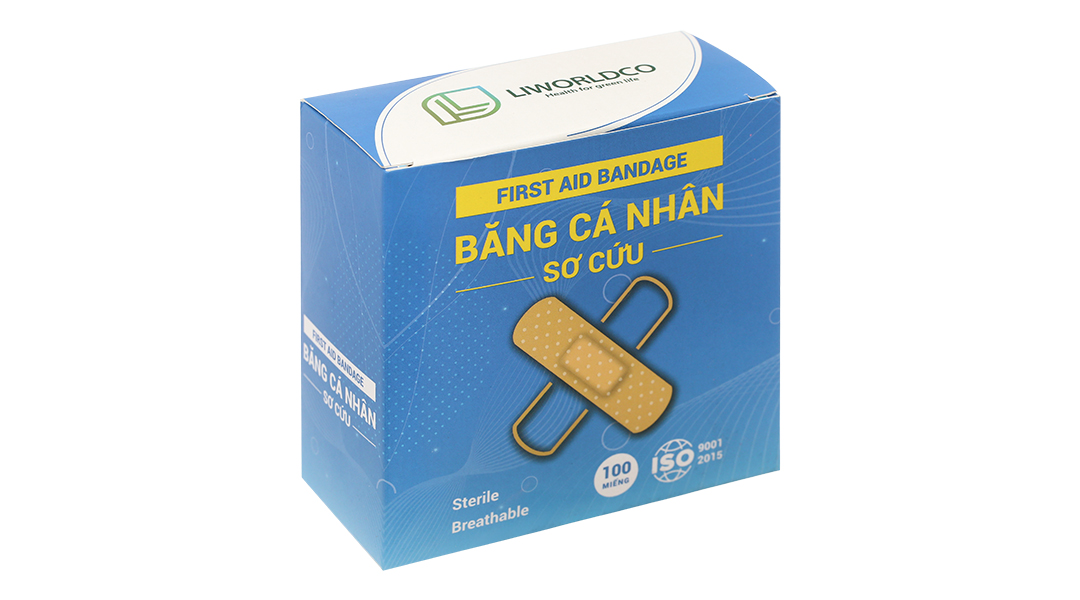 LIWORLDCO
Health for green life
FIRST AID BANDAGE
BĂNG CÁ NHÂN
SƠ CỨU
FIRST AID BANDAGE
BĂNG CÁ NHÂN
SƠ CỨU
100
MIẾNG
ISO
9001
2015
Sterile
Breathable